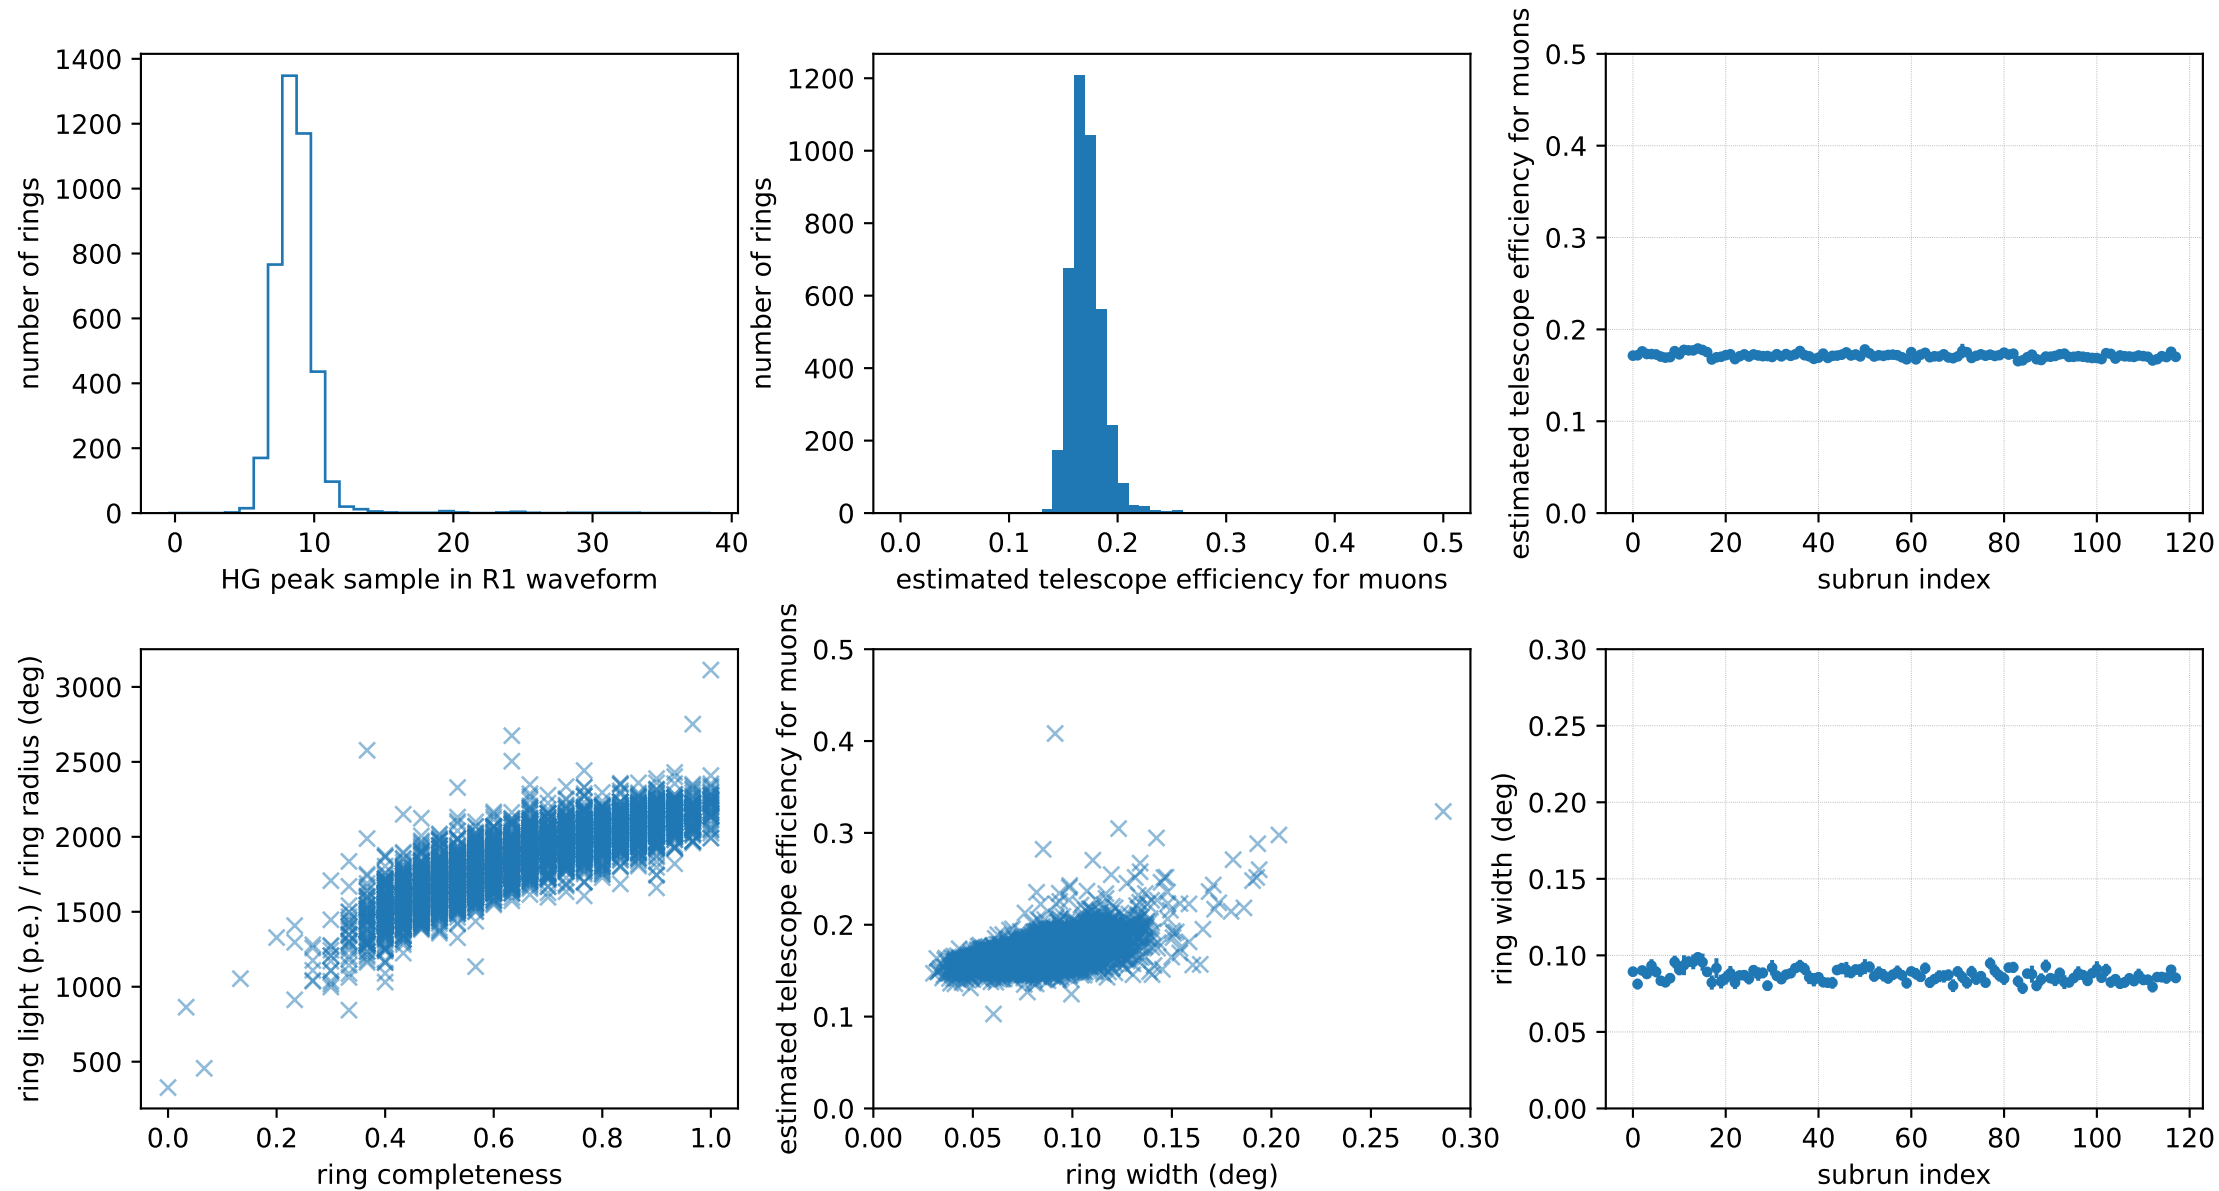 1400
1200
1000
800
600
400
200
0
number of rings
0 10 20 30 40
HG peak sample in R1 waveform
1200
1000
800
600
400
200
0
number of rings
0.0 0.1 0.2 0.3 0.4 0.5
estimated telescope efficiency for muons
0.5
0.4
0.3
0.2
0.1
0.0
estimated telescope efficiency for muons
0 20 40 60 80 100 120
subrun index
3000
2500
2000
1500
1000
500
ring light (p.e.) / ring radius (deg)
0.0 0.2 0.4 0.6 0.8 1.0
ring completeness
0.5
0.4
0.3
0.2
0.1
0.0
estimated telescope efficiency for muons
0.00 0.05 0.10 0.15 0.20 0.25 0.30
ring width (deg)
0.30
0.25
0.20
0.15
0.10
0.05
0.00
ring width (deg)
0 20 40 60 80 100 120
subrun index